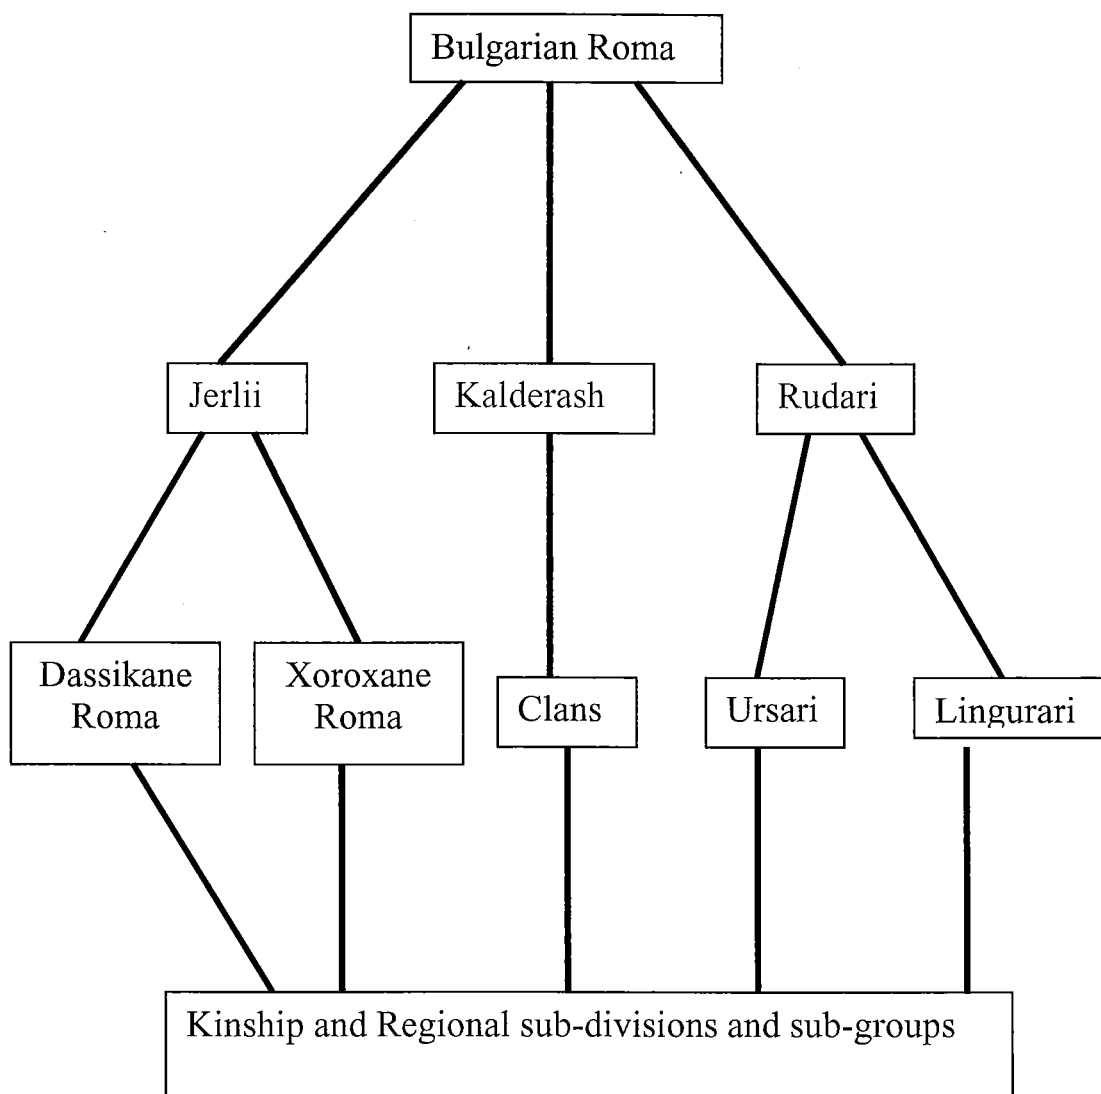 Bulgarian Roma
Jerlii
Kalderash
Rudari
Dassikane
Roma
Xoroxane
Roma
Clans
Ursari
Lingurari
Kinship and Regional sub-divisions and sub-groups